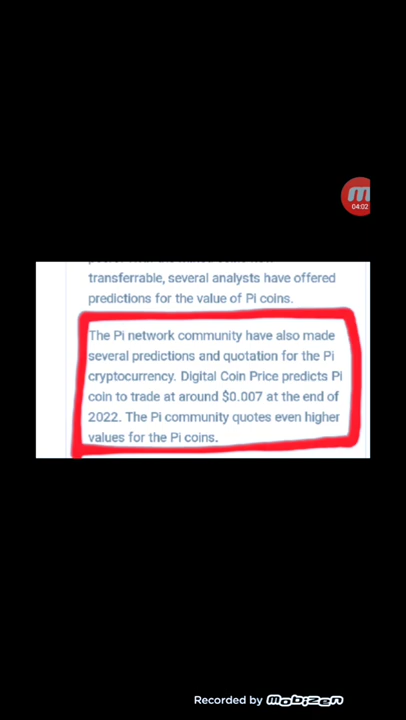 04:02
transferrable, several analysts have offered
predictions for the value of Pi coins.
The Pi network community have also made
several predictions and quotation for the Pi
cryptocurrency. Digital Coin Price predicts Pi
coin to trade at around $0.007 at the end of
2022. The Pi community quotes even higher
values for the Pi coins.
Recorded by mobizen